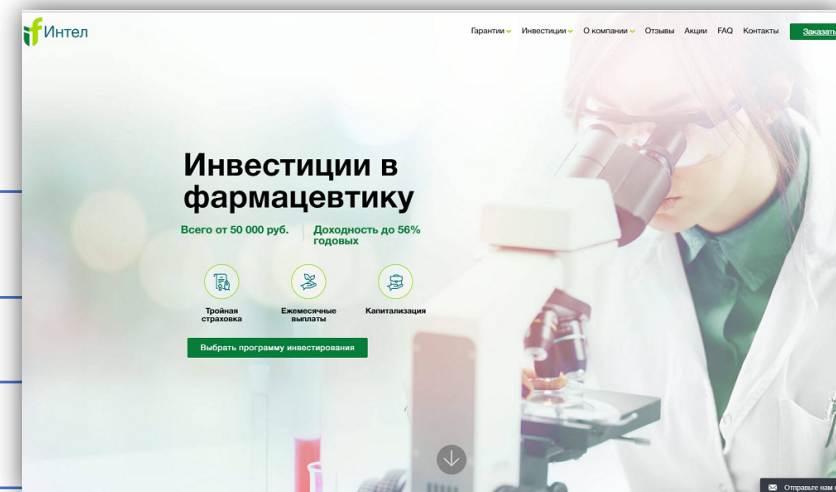 Интел
Гарантии Инвестиции О компании Отзывы Акции FAQ Контакты Заказать
Инвестиции в
фармацевтику
Всего от 50 000 руб.
Доходность до 56%
годовых
Тройная
страховка
Ежемесячные
выплаты
Капитализация
Выбрать программу инвестирования
Отправьте нам